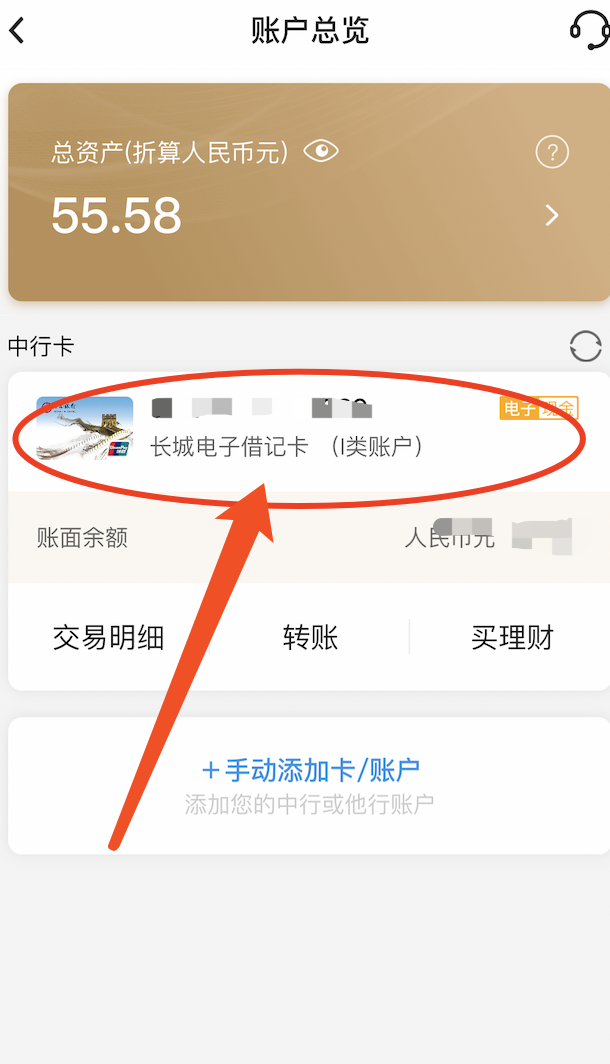 账户总览
总资产(折算人民币元)
?
55.58
中行卡
电子现金
长城电子借记卡 （I类账户）
账面余额
人民币元
交易明细
转账
买理财
+手动添加卡/账户
添加您的中行或他行账户